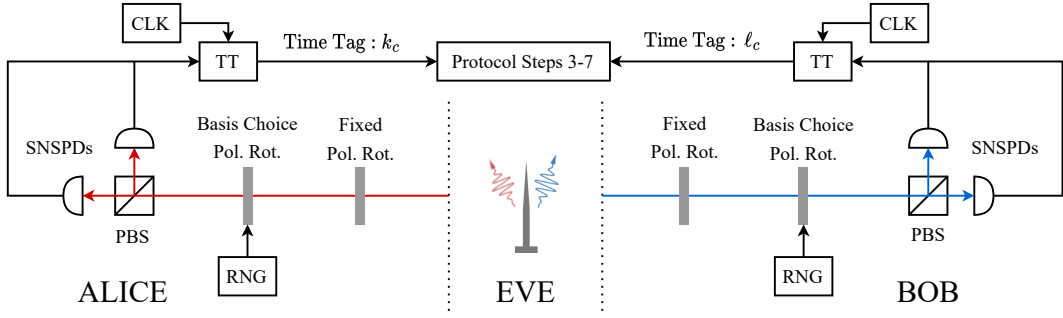 CLK
CLK
TT
Time Tag : k_c
Protocol Steps 3-7
Time Tag : ℓ_c
TT
SNSPDs
Basis Choice
Pol. Rot.
Fixed
Pol. Rot.
Fixed
Pol. Rot.
Basis Choice
Pol. Rot.
SNSPDs
PBS
PBS
RNG
RNG
ALICE
EVE
BOB